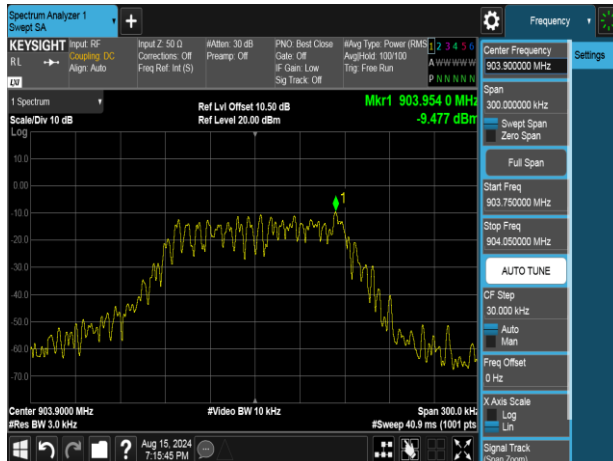 Spectrum Analyzer 1
Swept SA
+
Frequency
KEYSIGHT
RL
Input: RF
Coupling: DC
Align: Auto
Input Z: 50 Ω
Corrections: Off
Freq Ref: Int (S)
#Atten: 30 dB
Preamp: Off
PNO: Best Close
Gate: Off
IF Gain: Low
Sig Track: Off
#Avg Type: Power (RMS
Avg|Hold: 100/100
Trig: Free Run
1 2 3 4 5 6
A W W W W W
P N N N N N
LXI
1 Spectrum
Scale/Div 10 dB
Ref Lvl Offset 10.50 dB
Ref Level 20.00 dBm
Mkr1 903.954 0 MHz
-9.477 dBm
Log
10.0
0.00
-10.0
-20.0
-30.0
-40.0
-50.0
-60.0
-70.0
1
Center 903.9000 MHz
#Res BW 3.0 kHz
#Video BW 10 kHz
Span 300.0 kHz
#Sweep 40.9 ms (1001 pts)
Aug 15, 2024
7:15:45 PM
?
Settings
Center Frequency
903.900000 MHz
Span
300.000000 kHz
Swept Span
Zero Span
Full Span
Start Freq
903.750000 MHz
Stop Freq
904.050000 MHz
AUTO TUNE
CF Step
30.000 kHz
Auto
Man
Freq Offset
0 Hz
X Axis Scale
Log
Lin
Signal Track
(Span Zoom)